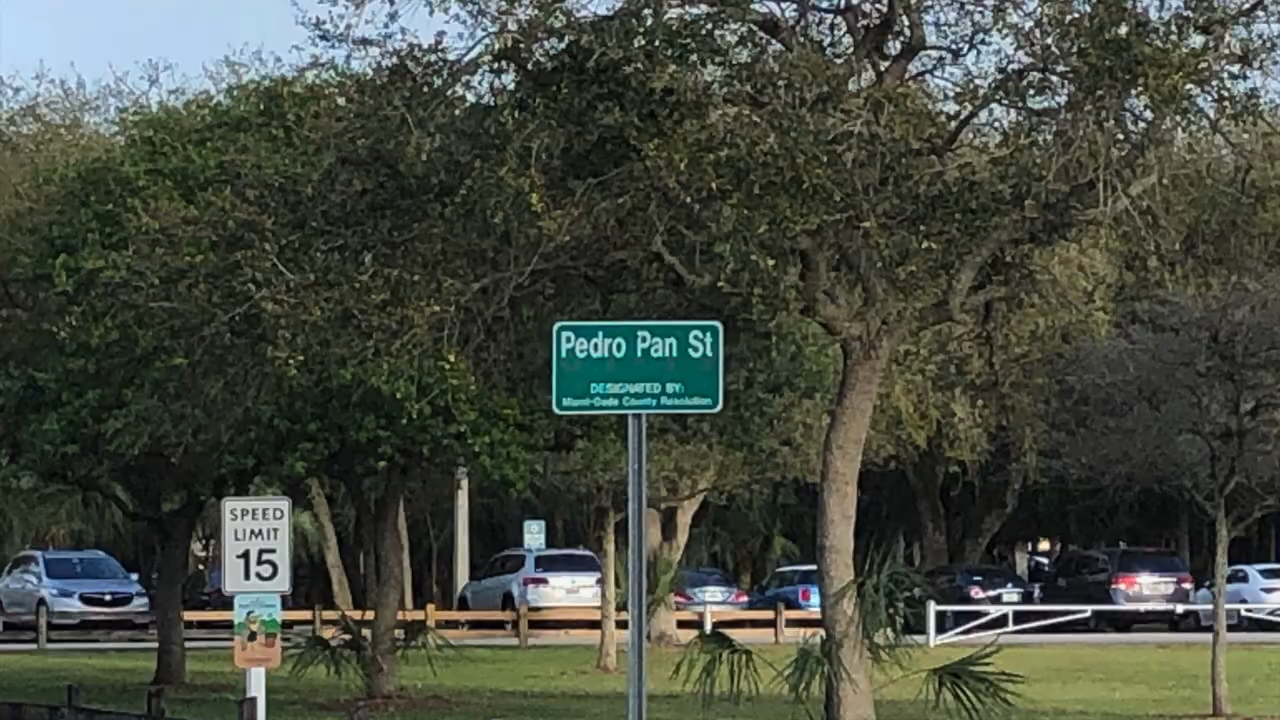 Pedro Pan St
DESIGNATED BY:
Miami-Dade County Resolution
SPEED
LIMIT
15